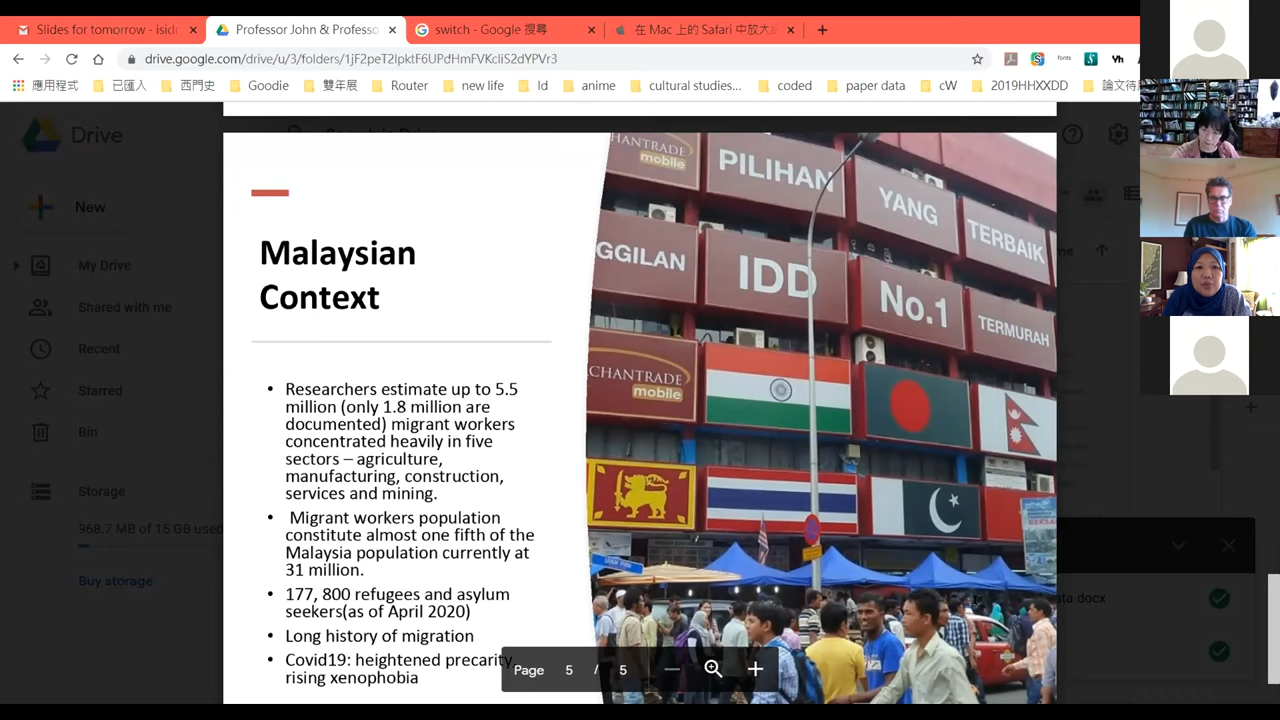 Slides for tomorrow - isid
Professor John & Professo
switch - Google 搜尋
在 Mac 上的 Safari 中放大
drive.google.com/drive/u/3/folders/1jF2peT2IpktF6UPdHmFVKcIiS2dYPVr3
Fonts
Yh
應用程式
已匯入
西門史
Goodie
雙年展
Router
new life
Id
anime
cultural studies...
coded
paper data
cW
2019HHXXDD
論文待
Drive
New
My Drive
Shared with me
Recent
Starred
Bin
Storage
968.7 MB of 15 GB used
Buy storage
Malaysian
Context
• Researchers estimate up to 5.5
million (only 1.8 million are
documented) migrant workers
concentrated heavily in five
sectors – agriculture,
manufacturing, construction,
services and mining.
• Migrant workers population
constitute almost one fifth of the
Malaysia population currently at
31 million.
• 177, 800 refugees and asylum
seekers(as of April 2020)
• Long history of migration
• Covid19: heightened precarity
rising xenophobia
HANTRADE
mobile
PILIHAN
YANG
TERBAIK
GGILAN
IDD
No.1
TERMURAH
CHANTRADE
mobile
Page 5 / 5
ata.docx